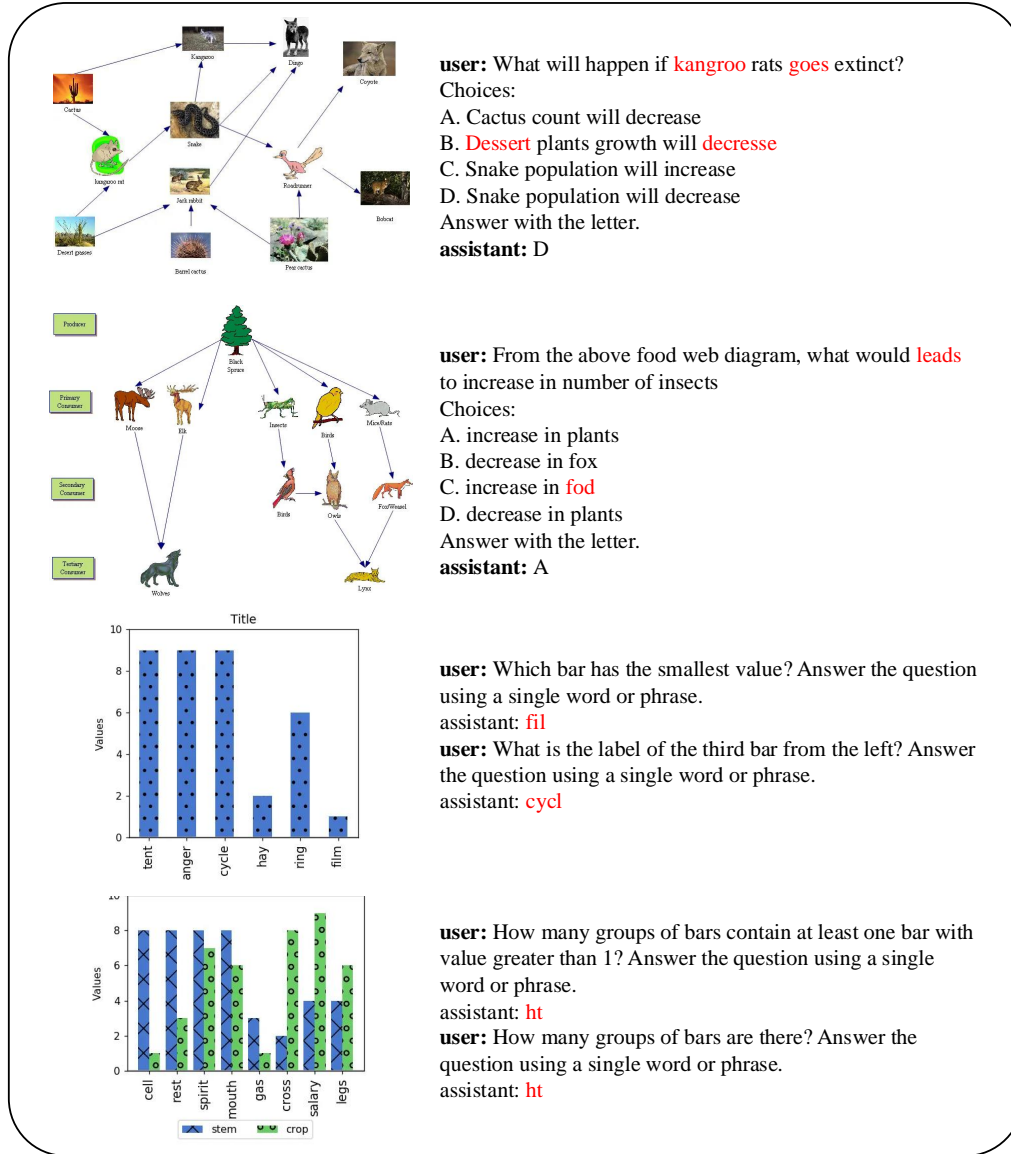 Kangaroo
Dingo
Coyote
Cactus
Snake
kangaroo rat
Roadrunner
Jack rabbit
Bobcat
Desert grasses
Barrel cactus
Pear cactus
user: What will happen if kangroo rats goes extinct?
Choices:
A. Cactus count will decrease
B. Dessert plants growth will decresse
C. Snake population will increase
D. Snake population will decrease
Answer with the letter.
assistant: D
Producer
Black
Spruce
Primary
Consumer
Moose
Elk
Insects
Birds
Mice/Rats
Secondary
Consumer
Birds
Owls
Fox/Weasel
Tertiary
Consumer
Wolves
Lynx
user: From the above food web diagram, what would leads
to increase in number of insects
Choices:
A. increase in plants
B. decrease in fox
C. increase in fod
D. decrease in plants
Answer with the letter.
assistant: A
Title
10
8
6
4
2
0
Values
tent
anger
cycle
hay
ring
film
user: Which bar has the smallest value? Answer the question
using a single word or phrase.
assistant: fil
user: What is the label of the third bar from the left? Answer
the question using a single word or phrase.
assistant: cycl
10
8
6
4
2
0
Values
cell
rest
spirit
mouth
gas
cross
salary
legs
stem
crop
user: How many groups of bars contain at least one bar with
value greater than 1? Answer the question using a single
word or phrase.
assistant: ht
user: How many groups of bars are there? Answer the
question using a single word or phrase.
assistant: ht